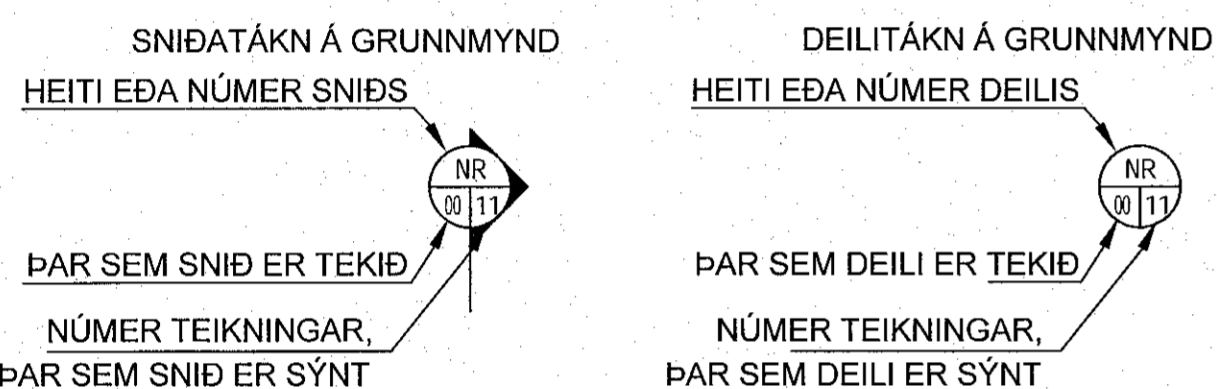 SNIÐATÁKN Á GRUNNMYND
HEITI EÐA NÚMER SNIÐS
NR
00 11
ÞAR SEM SNIÐ ER TEKIÐ
NÚMER TEIKNINGAR,
ÞAR SEM SNIÐ ER SÝNT
DEILITÁKN Á GRUNNMYND
HEITI EÐA NÚMER DEILIS
NR
00 11
ÞAR SEM DEILI ER TEKIÐ
NÚMER TEIKNINGAR,
ÞAR SEM DEILI ER SÝNT